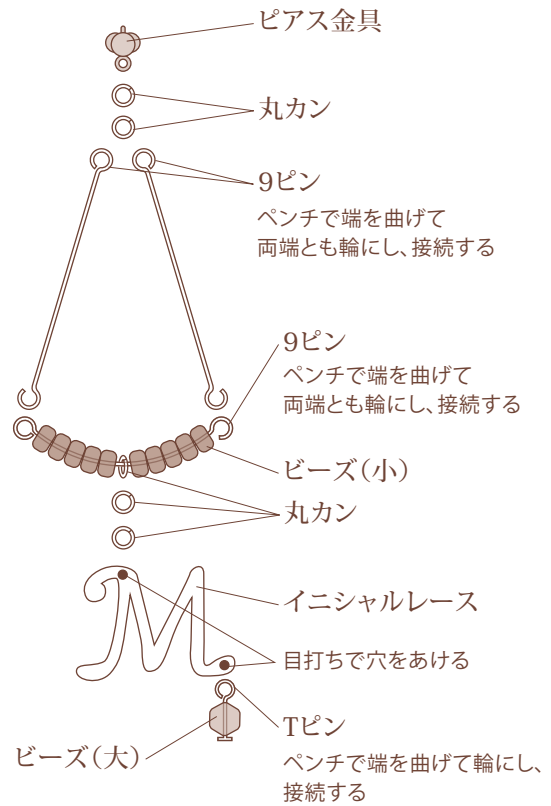 ピアス金具
丸カン
9ピン
ペンチで端を曲げて
両端とも輪にし、接続する
9ピン
ペンチで端を曲げて
両端とも輪にし、接続する
ビーズ(小)
丸カン
イニシャルレース
目打ちで穴をあける
Tピン
ビーズ(大)
ペンチで端を曲げて輪にし、
接続する